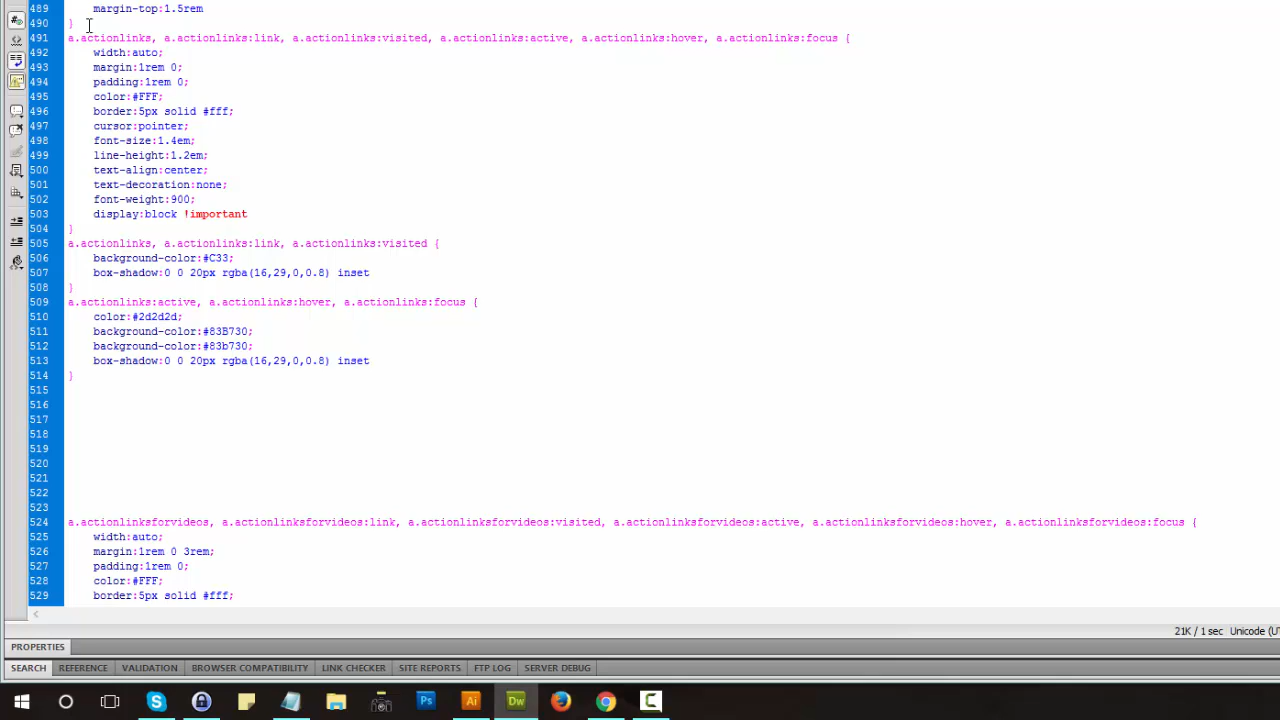 489 margin-top:1.5rem
490 }
491 a.actionlinks, a.actionlinks:link, a.actionlinks:visited, a.actionlinks:active, a.actionlinks:hover, a.actionlinks:focus {
492 width:auto;
493 margin:1rem 0;
494 padding:1rem 0;
495 color:#FFF;
496 border:5px solid #fff;
497 cursor:pointer;
498 font-size:1.4em;
499 line-height:1.2em;
500 text-align:center;
501 text-decoration:none;
502 font-weight:900;
503 display:block !important
504 }
505 a.actionlinks, a.actionlinks:link, a.actionlinks:visited {
506 background-color:#C33;
507 box-shadow:0 0 20px rgba(16,29,0,0.8) inset
508 }
509 a.actionlinks:active, a.actionlinks:hover, a.actionlinks:focus {
510 color:#2d2d2d;
511 background-color:#83B730;
512 background-color:#83b730;
513 box-shadow:0 0 20px rgba(16,29,0,0.8) inset
514 }
515
516
517
518
519
520
521
522
523
524 a.actionlinksforvideos, a.actionlinksforvideos:link, a.actionlinksforvideos:visited, a.actionlinksforvideos:active, a.actionlinksforvideos:hover, a.actionlinksforvideos:focus {
525 width:auto;
526 margin:1rem 0 3rem;
527 padding:1rem 0;
528 color:#FFF;
529 border:5px solid #fff;
21K / 1 sec Unicode (U
PROPERTIES
SEARCH REFERENCE VALIDATION BROWSER COMPATIBILITY LINK CHECKER SITE REPORTS FTP LOG SERVER DEBUG
S Ps Ai Dw C